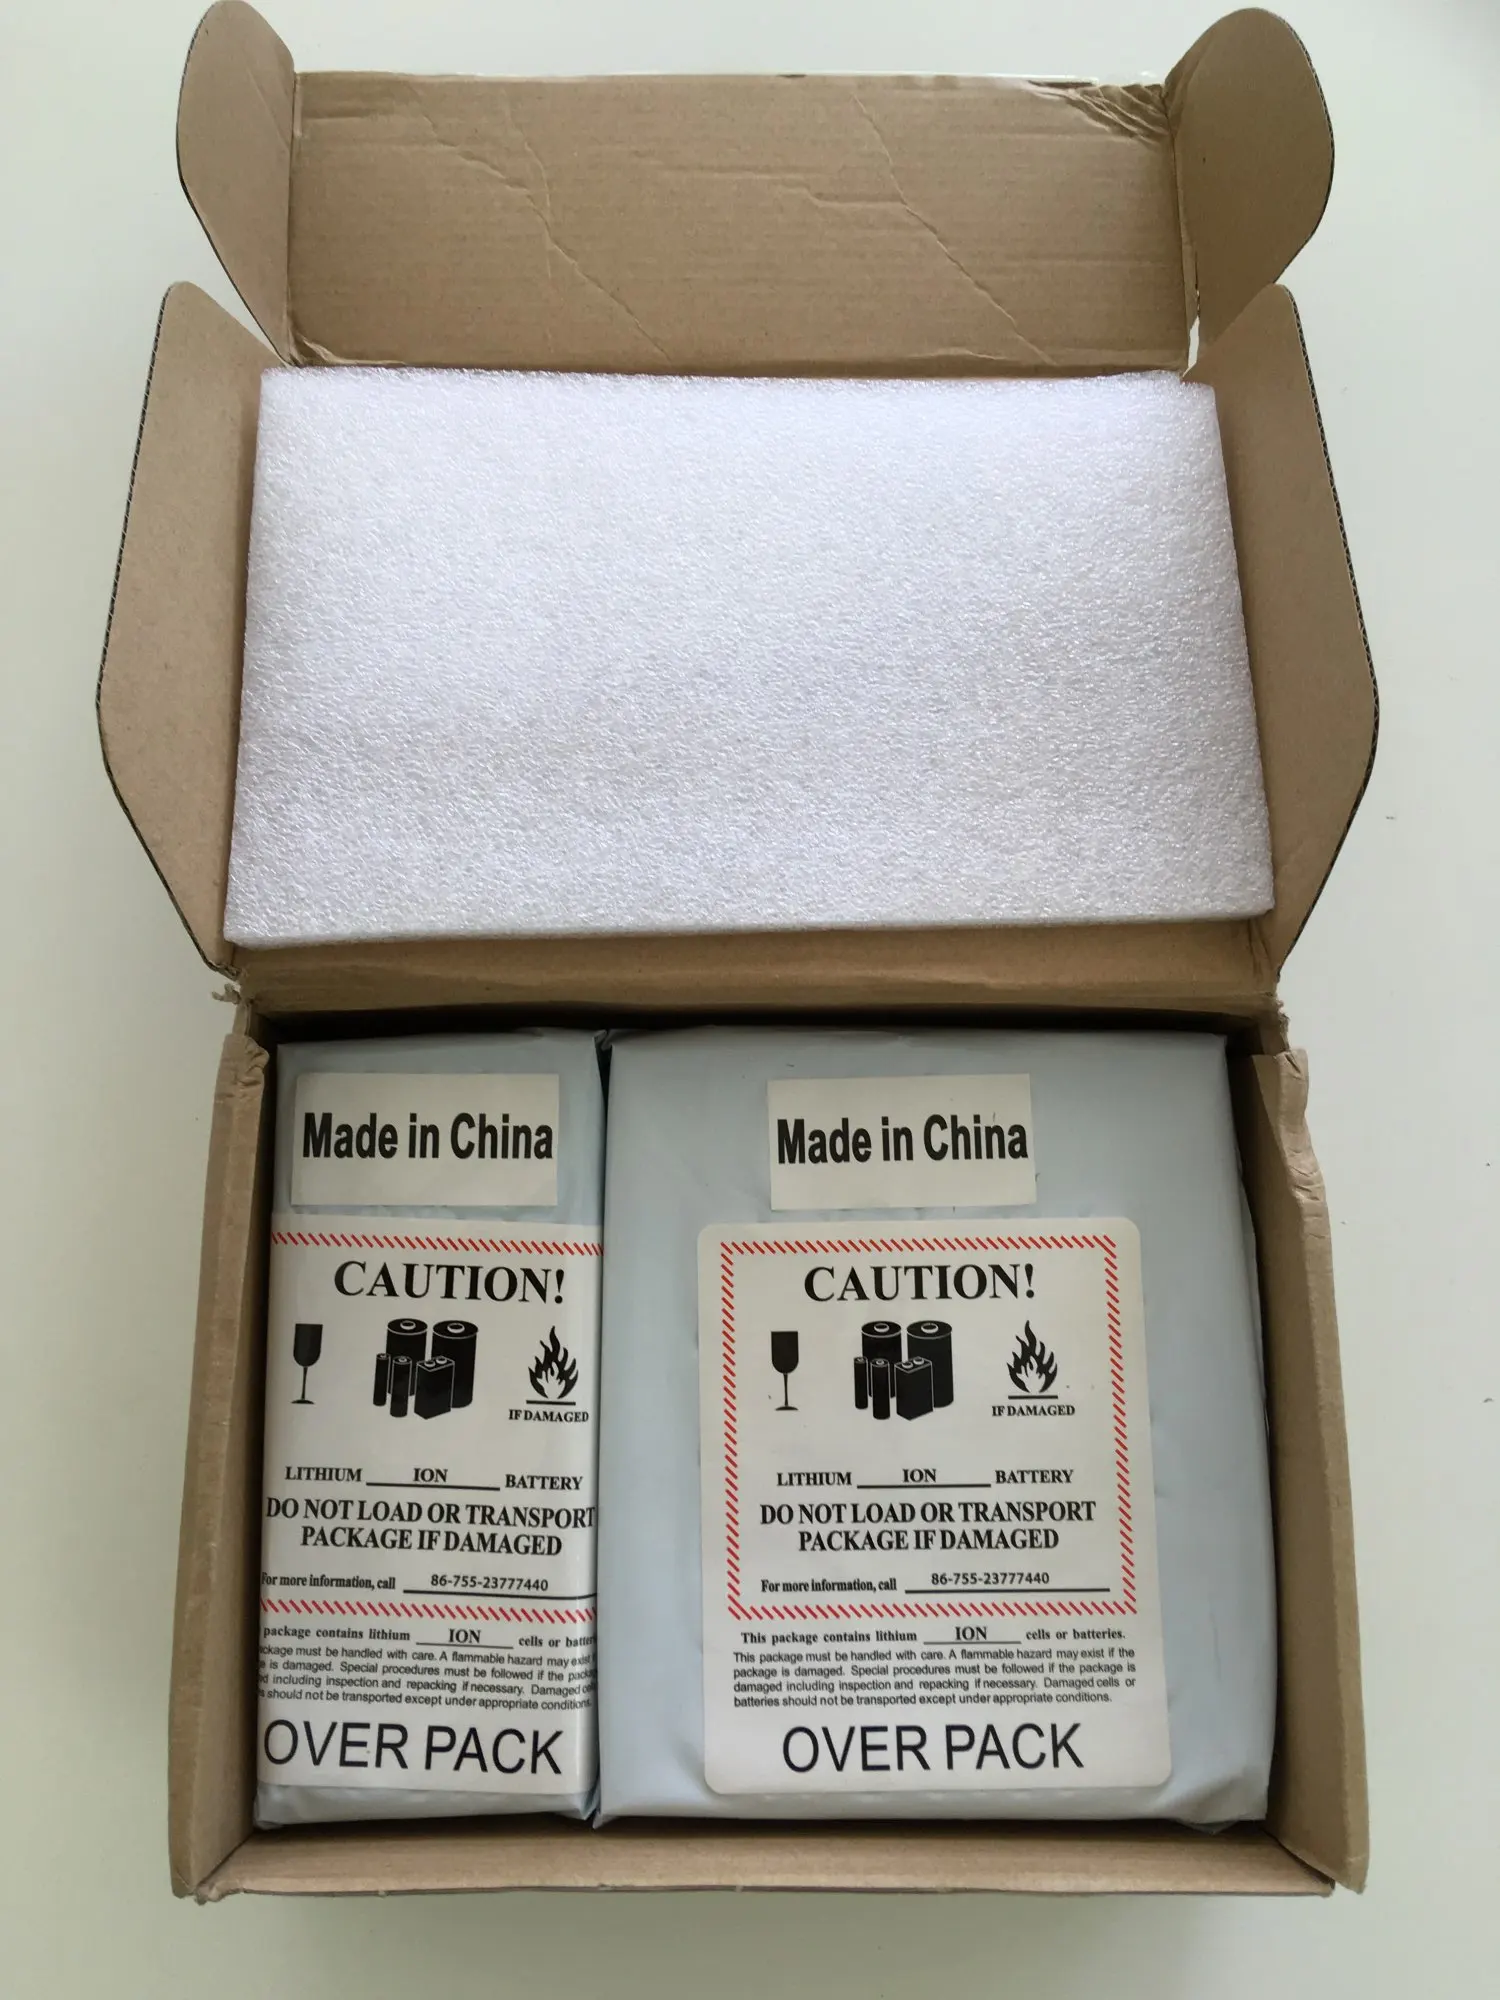 Made in China
CAUTION!
IF DAMAGED
LITHIUM ION BATTERY
DO NOT LOAD OR TRANSPORT
PACKAGE IF DAMAGED
For more information, call 86-755-23777440
package contains lithium ION cells or
must be handled with care. A flammable hazard may exist
is damaged. Special procedures must be followed if the
including inspection and repacking if necessary. Damaged
should not be transported except under appropriate
OVER PACK
Made in China
CAUTION!
IF DAMAGED
LITHIUM ION BATTERY
DO NOT LOAD OR TRANSPORT
PACKAGE IF DAMAGED
For more information, call 86-755-23777440
This package contains lithium ION cells or batteries.
This package must be handled with care. A flammable hazard may exist if the
package is damaged. Special procedures must be followed if the package is
damaged including inspection and repacking if necessary. Damaged cells or
batteries should not be transported except under appropriate conditions.
OVER PACK